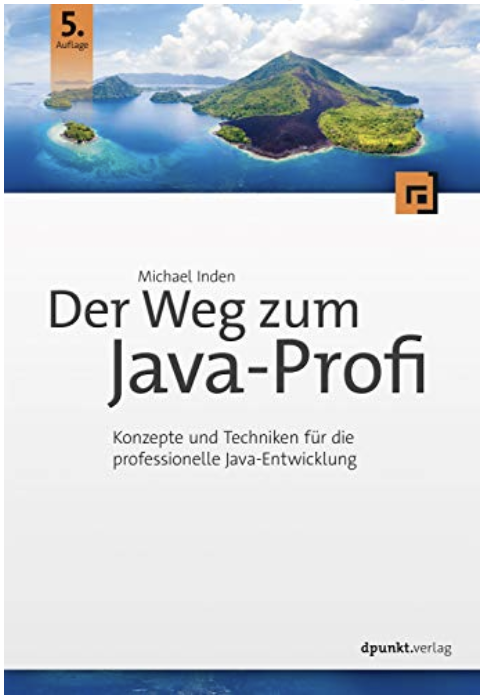 5.
Auflage
Michael Inden
Der Weg zum
Java-Profi
Konzepte und Techniken für die
professionelle Java-Entwicklung
dpunkt.verlag